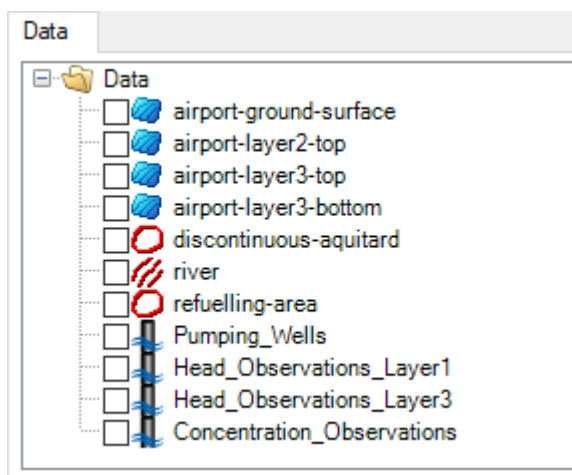 Data
Data
airport-ground-surface
airport-layer2-top
airport-layer3-top
airport-layer3-bottom
discontinuous-aquitard
river
refuelling-area
Pumping_Wells
Head_Observations_Layer1
Head_Observations_Layer3
Concentration_Observations